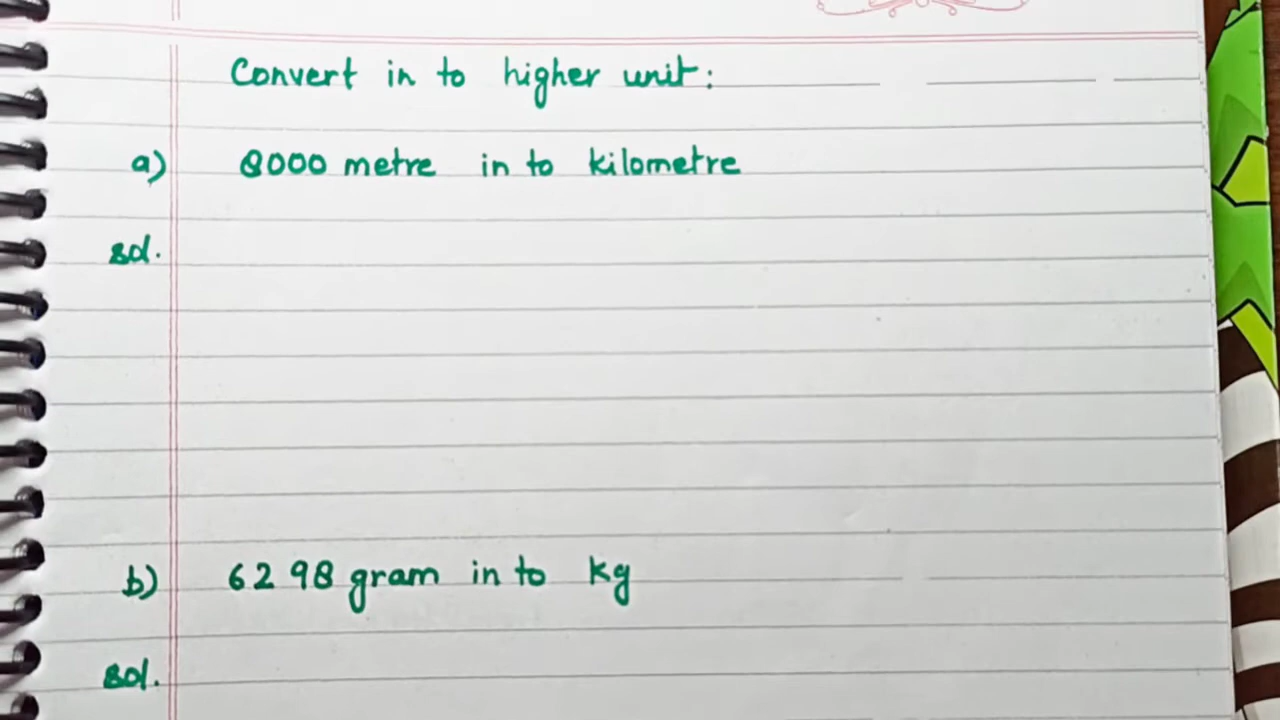 Convert in to higher unit:
a) 8000 metre in to kilometre
sol.
b) 6298 gram in to kg
sol.